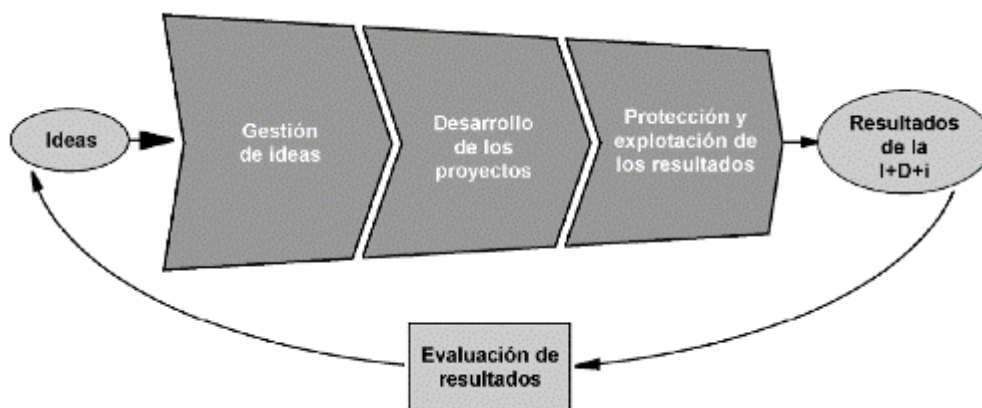 Ideas
Gestión
de ideas
Desarrollo
de los
proyectos
Protección y
explotación de
los resultados
Resultados
de la
I+D+i
Evaluación de
resultados